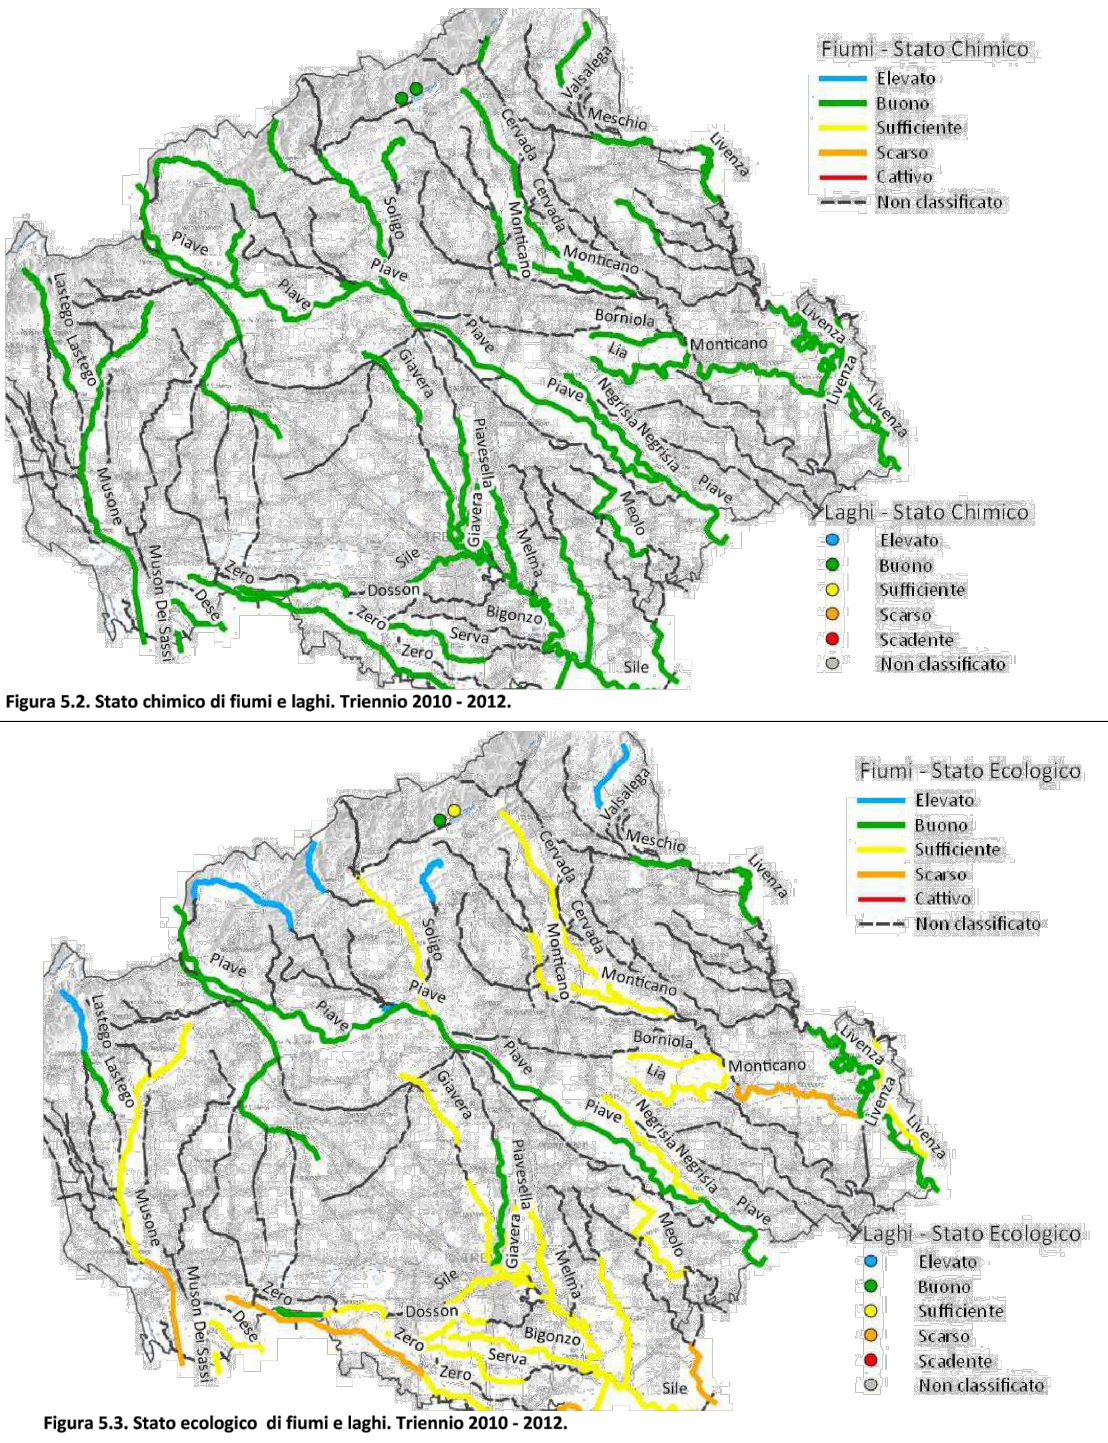 Fiumi - Stato Chimico
Elevato
Buono
Sufficiente
Scarso
Cattivo
Non classificato
Valsalega
Meschio
Livenza
Cervada
Cervada
Soligo
Monticano
Monticano
Piave
Piave
Piave
Lastego
Lastego
Livenza
Borniola
Piave
Lia
Monticano
Livenza
Giavera
Piave
Negrisia
Negrisia
Livenza
Piavesella
Musone
Piave
Meolo
Giavera
Melma
Laghi - Stato Chimico
Elevato
Buono
Sufficiente
Scarso
Scadente
Non classificato
Muson Dei Sassi
Zero
Sile
Dese
Dosson
Zero
Bigonzo
Serva
Zero
Sile
Figura 5.2. Stato chimico di fiumi e laghi. Triennio 2010 - 2012.
Fiumi - Stato Ecologico
Elevato
Buono
Sufficiente
Scarso
Cattivo
Non classificato
Valsalega
Meschio
Livenza
Cervada
Cervada
Soligo
Monticano
Monticano
Piave
Piave
Piave
Lastego
Lastego
Livenza
Borniola
Piave
Lia
Monticano
Livenza
Giavera
Piave
Negrisia
Negrisia
Livenza
Piavesella
Musone
Piave
Meolo
Giavera
Melma
Laghi - Stato Ecologico
Elevato
Buono
Sufficiente
Scarso
Scadente
Non classificato
Muson Dei Sassi
Zero
Sile
Dese
Dosson
Zero
Bigonzo
Serva
Zero
Sile
Figura 5.3. Stato ecologico di fiumi e laghi. Triennio 2010 - 2012.